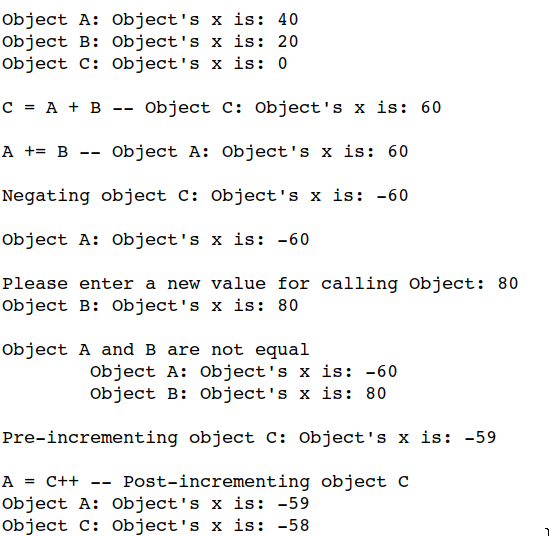 Object A: Object's x is: 40
Object B: Object's x is: 20
Object C: Object's x is: 0
C = A + B -- Object C: Object's x is: 60
A += B -- Object A: Object's x is: 60
Negating object C: Object's x is: -60
Object A: Object's x is: -60
Please enter a new value for calling Object: 80
Object B: Object's x is: 80
Object A and B are not equal
Object A: Object's x is: -60
Object B: Object's x is: 80
Pre-incrementing object C: Object's x is: -59
A = C++ -- Post-incrementing object C
Object A: Object's x is: -59
Object C: Object's x is: -58